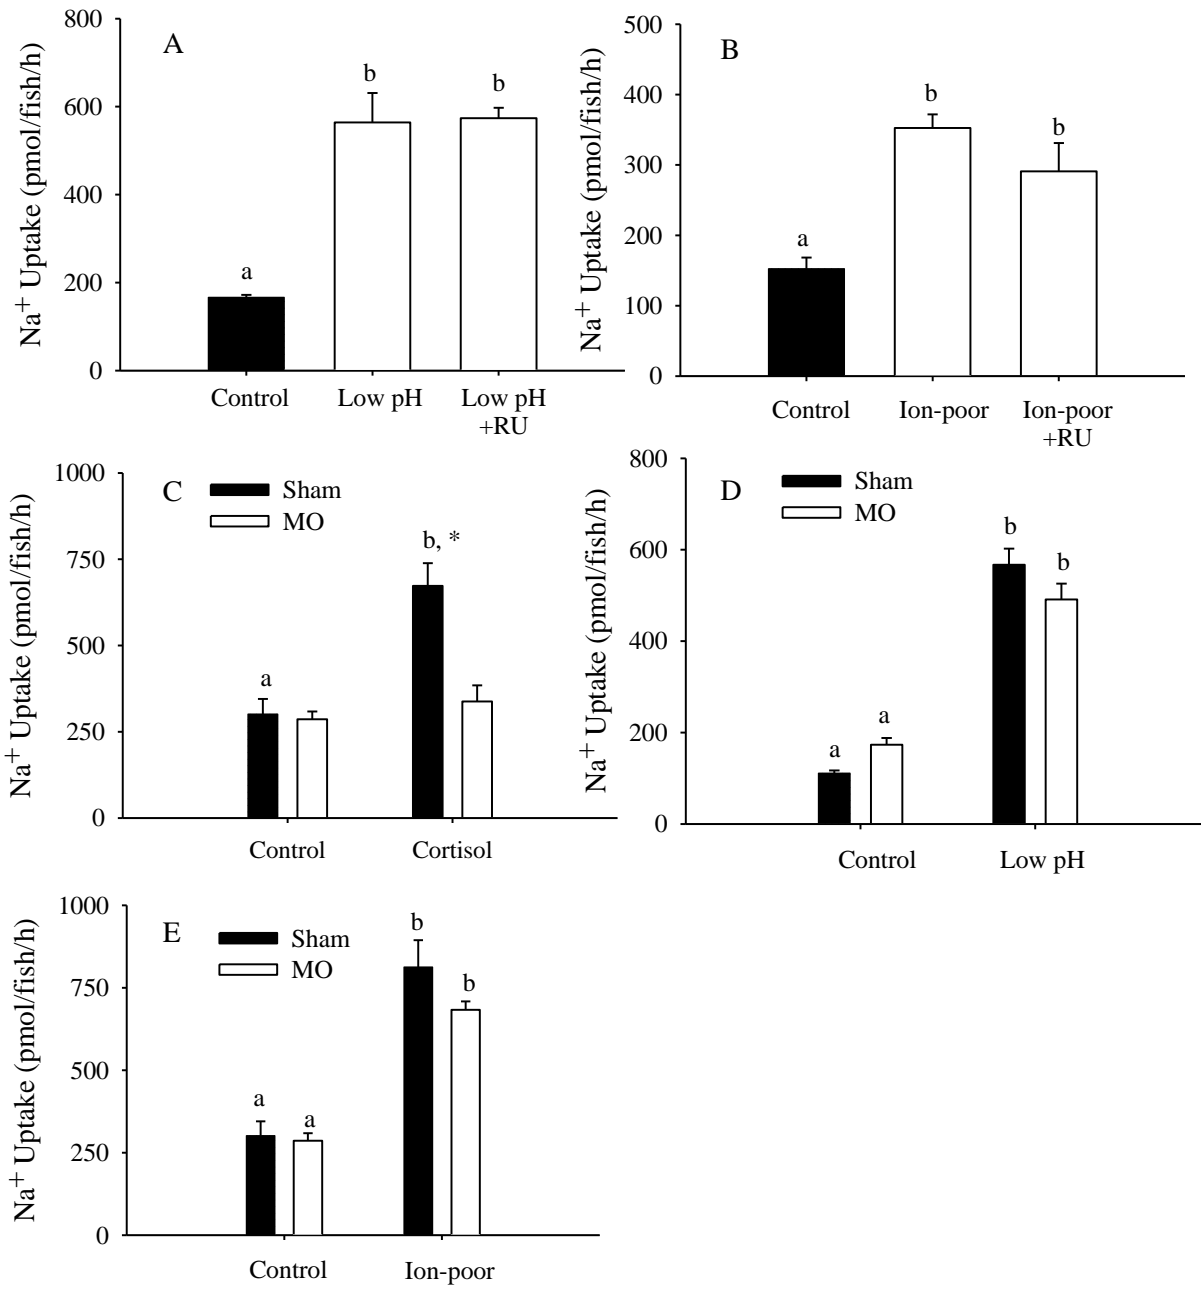 A
Na+ Uptake (pmol/fish/h)
800
600
400
200
0
a
b
b
Control
Low pH
Low pH
+RU
B
Na+ Uptake (pmol/fish/h)
500
400
300
200
100
0
a
b
b
Control
Ion-poor
Ion-poor
+RU
C
Sham
MO
Na+ Uptake (pmol/fish/h)
1000
750
500
250
0
a
b, *
Control
Cortisol
D
Sham
MO
Na+ Uptake (pmol/fish/h)
800
600
400
200
0
a
a
b
b
Control
Low pH
E
Sham
MO
Na+ Uptake (pmol/fish/h)
1000
750
500
250
0
a
a
b
b
Control
Ion-poor